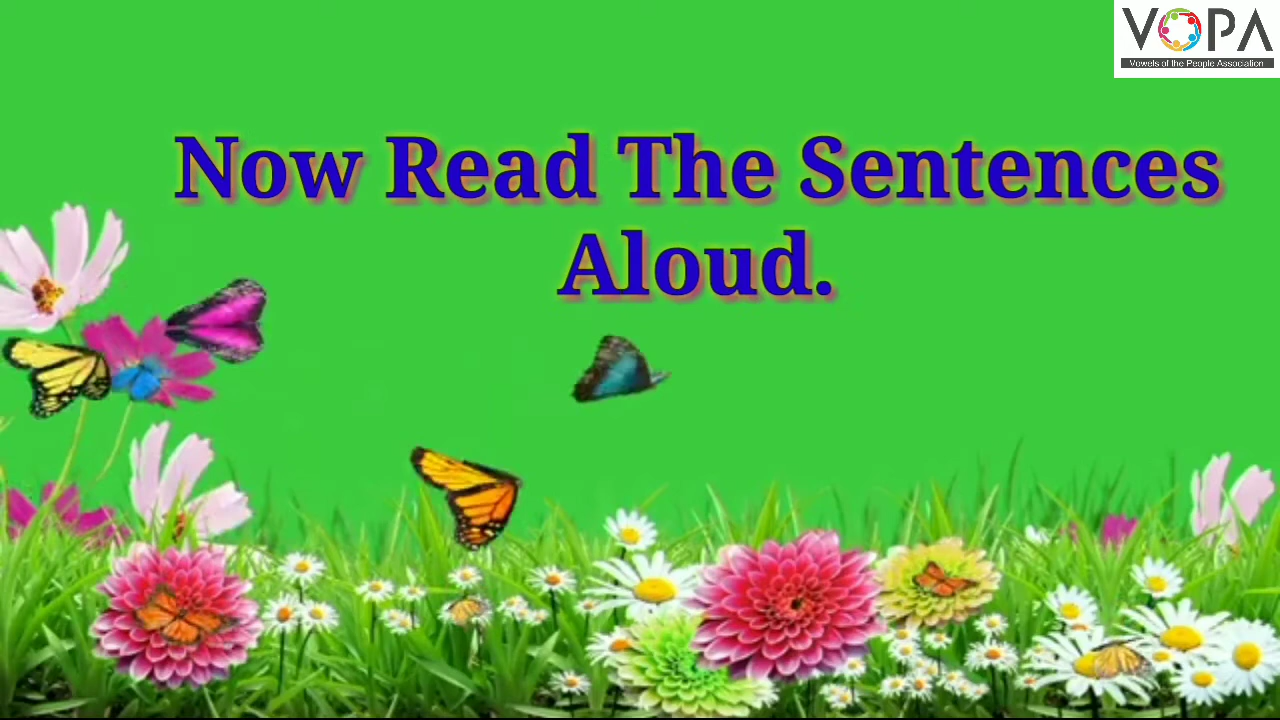 VOPA
Vowels of the People Association
Now Read The Sentences
Aloud.